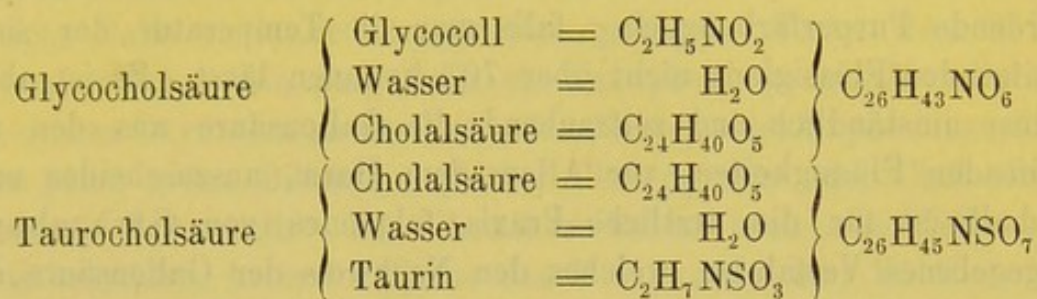 Glycocoll = C₂H₅NO₂
Glycocholsäure Wasser = H₂O C₂₆H₄₃NO₆
Cholalsäure = C₂₄H₄₀O₅
Cholalsäure = C₂₄H₄₀O₅
Taurocholsäure Wasser = H₂O C₂₆H₄₅NSO₇
Taurin = C₂H₇NSO₃